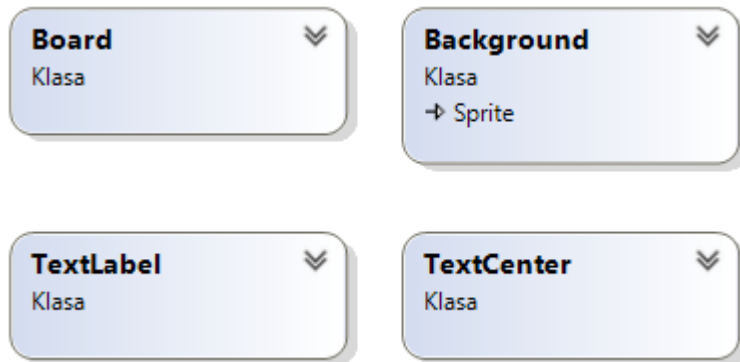 Board
Klasa
Background
Klasa
Sprite
TextLabel
Klasa
TextCenter
Klasa